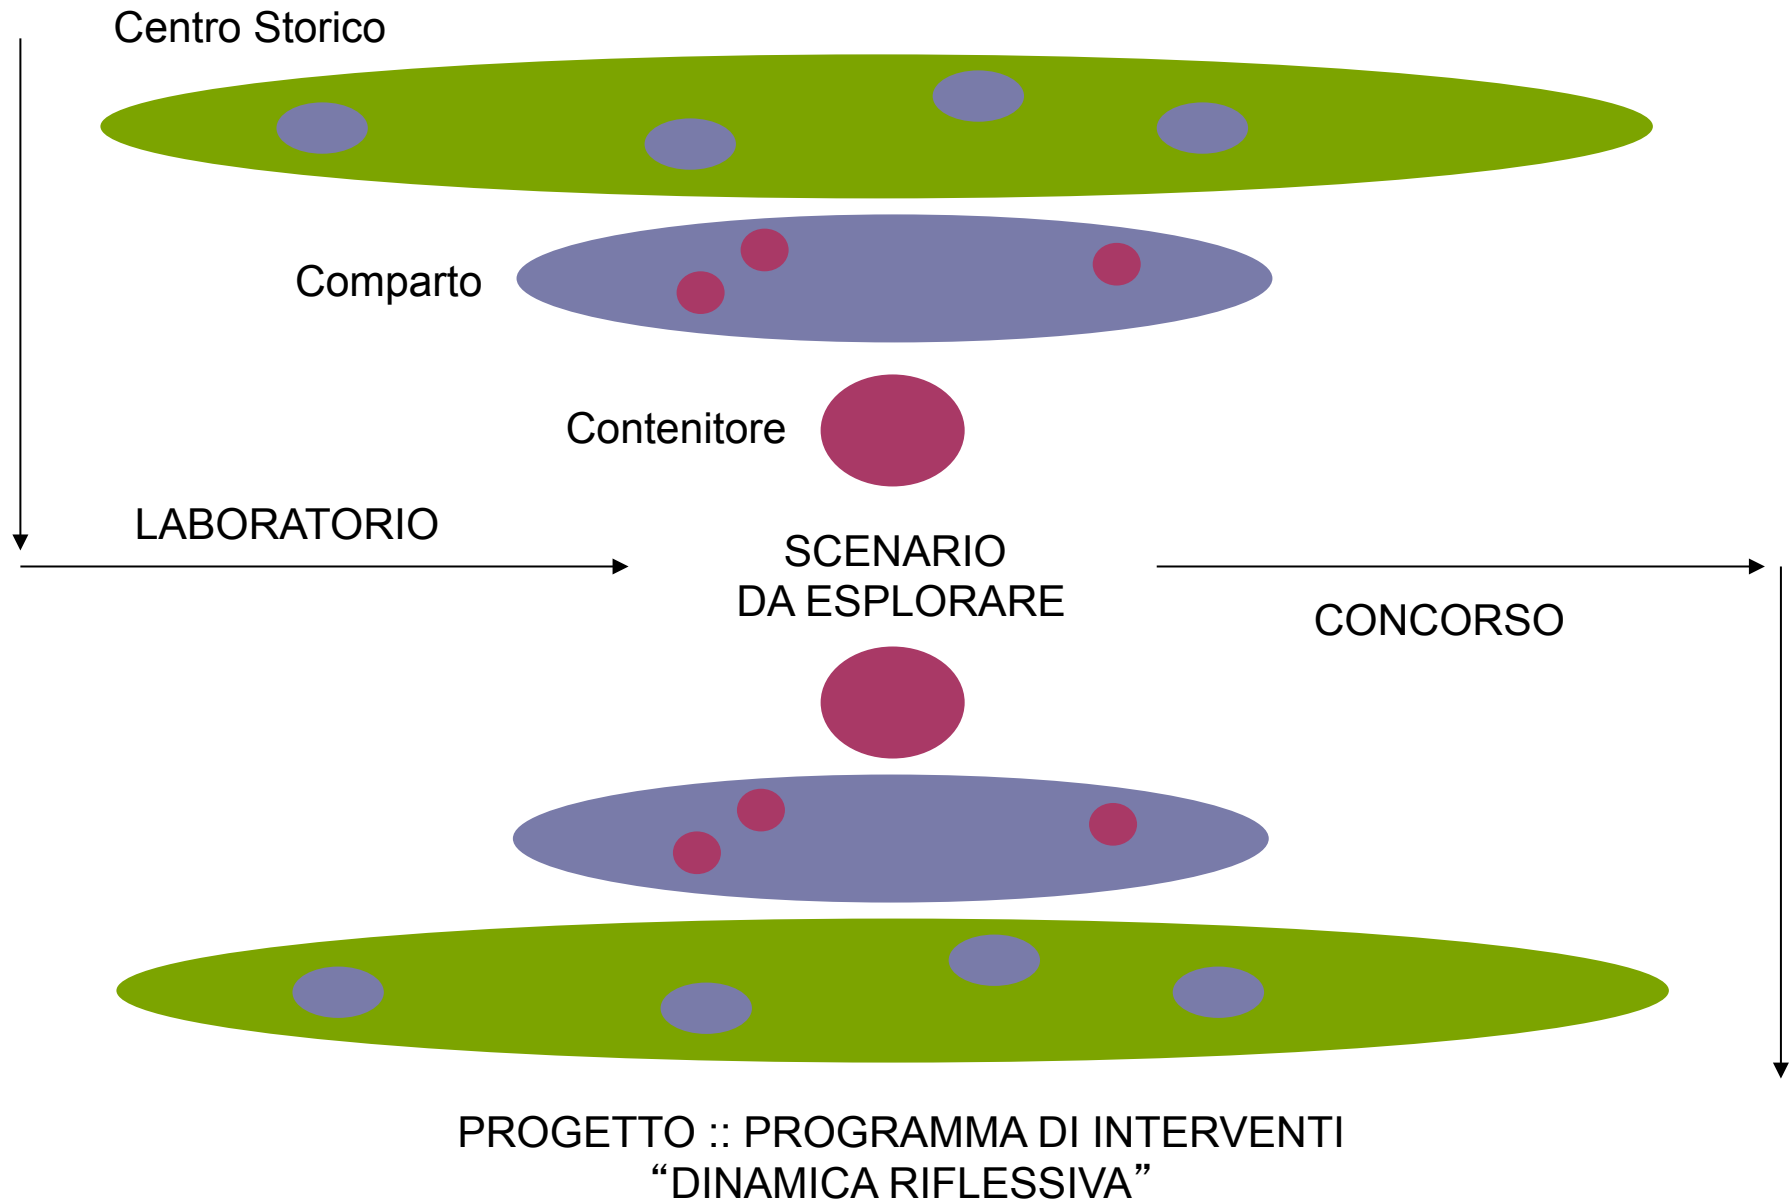 Centro Storico
Comparto
Contenitore
LABORATORIO
SCENARIO
DA ESPLORARE
CONCORSO
PROGETTO :: PROGRAMMA DI INTERVENTI
“DINAMICA RIFLESSIVA”